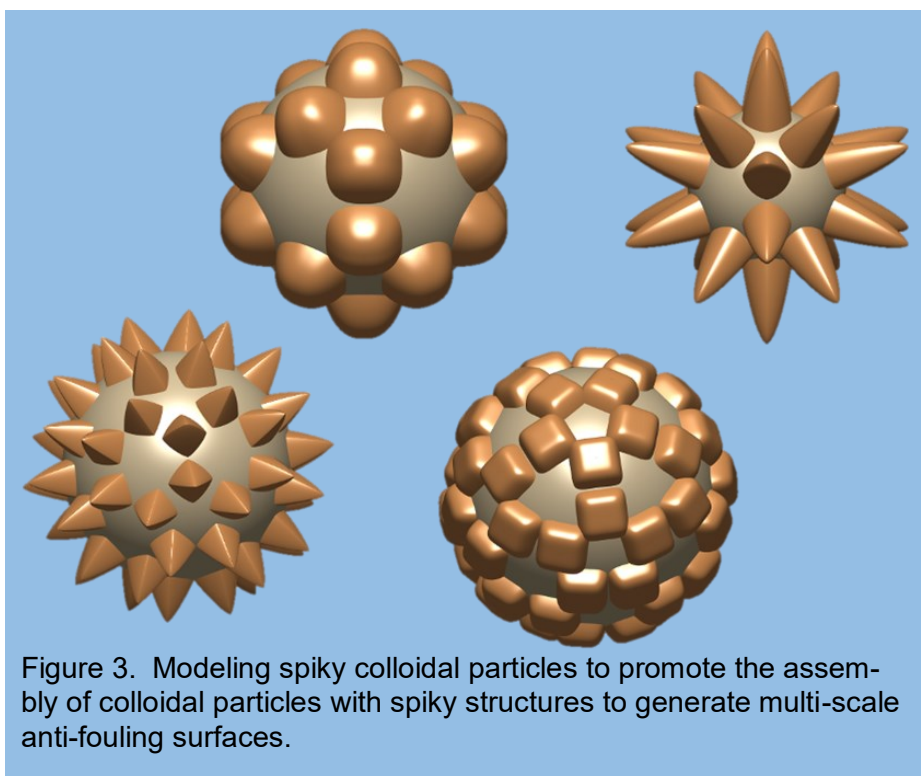 Figure 3.  Modeling spiky colloidal particles to promote the assem-
bly of colloidal particles with spiky structures to generate multi-scale
anti-fouling surfaces.